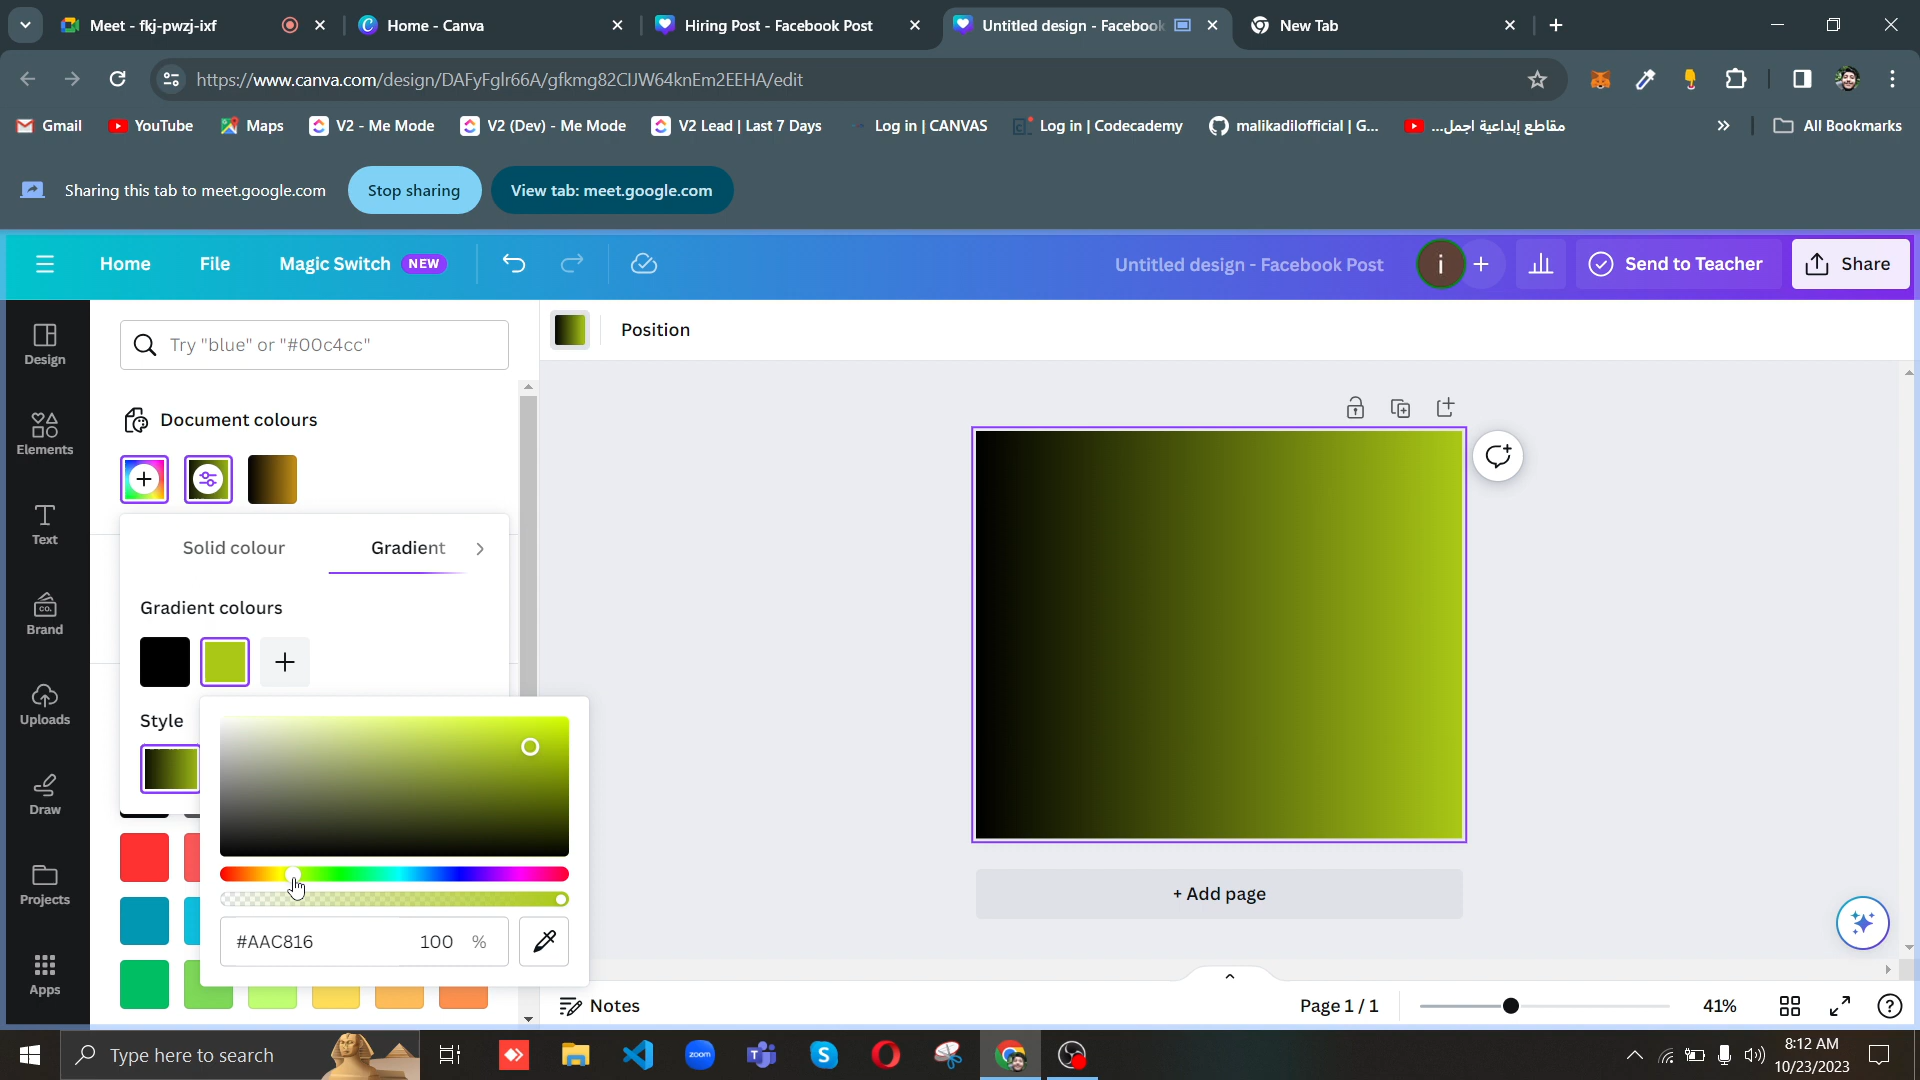 Meet - fkj-pwzj-ixf
Home - Canva
Hiring Post - Facebook Post
Untitled design - Facebook
New Tab
https://www.canva.com/design/DAFyFglr66A/gfkmg82ClJW64knEm2EEHA/edit
Gmail
YouTube
Maps
V2 - Me Mode
V2 (Dev) - Me Mode
V2 Lead | Last 7 Days
Log in | CANVAS
Log in | Codecademy
malikadilofficial | G...
مقاطع إبداعية اجمل...
All Bookmarks
Sharing this tab to meet.google.com
Stop sharing
View tab: meet.google.com
Home
File
Magic Switch NEW
Untitled design - Facebook Post
i
Send to Teacher
Share
Design
Elements
Text
Brand
Uploads
Draw
Projects
Apps
Try "blue" or "#00c4cc"
Position
Document colours
Solid colour
Gradient
Gradient colours
Style
#AAC816
100 %
+ Add page
Notes
Page 1 / 1
41%
Type here to search
zoom
8:12 AM
10/23/2023